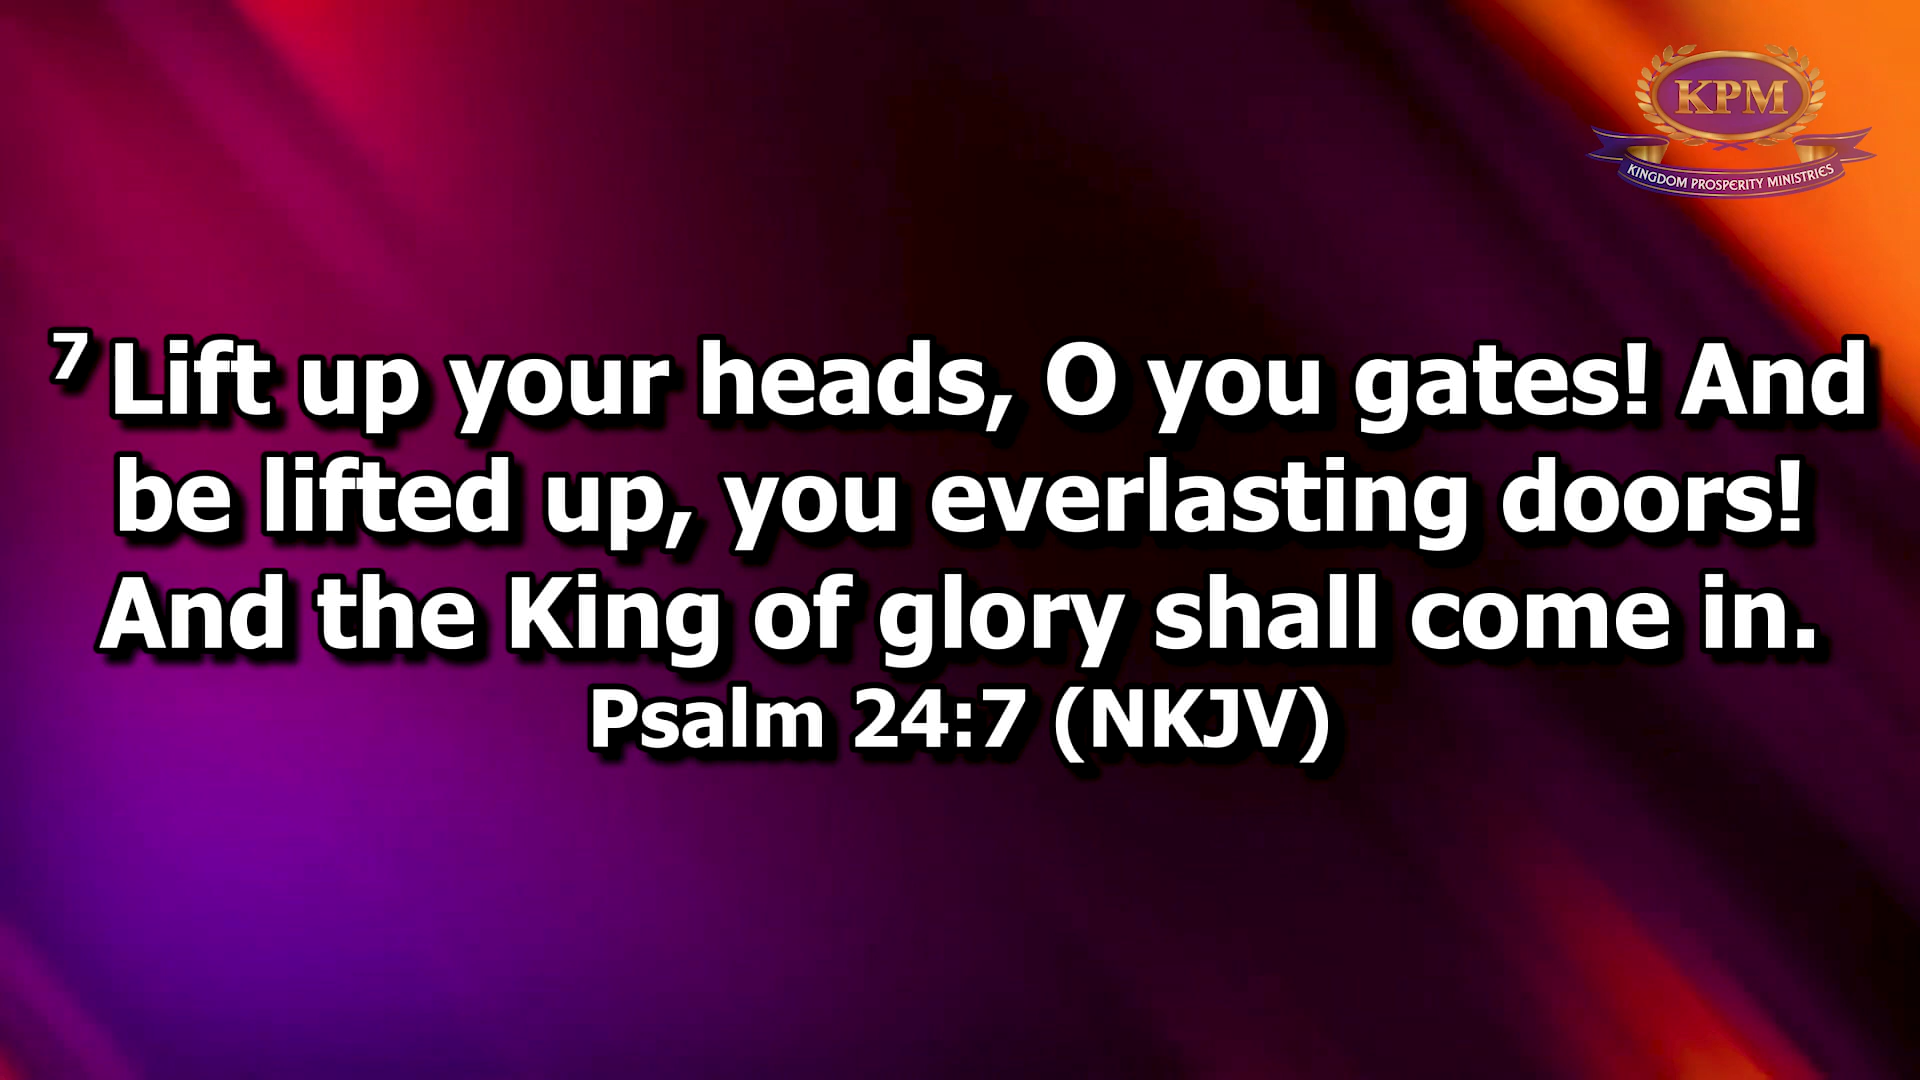 KPM
KINGDOM PROSPERITY MINISTRIES
7 Lift up your heads, O you gates! And
be lifted up, you everlasting doors!
And the King of glory shall come in.
Psalm 24:7 (NKJV)